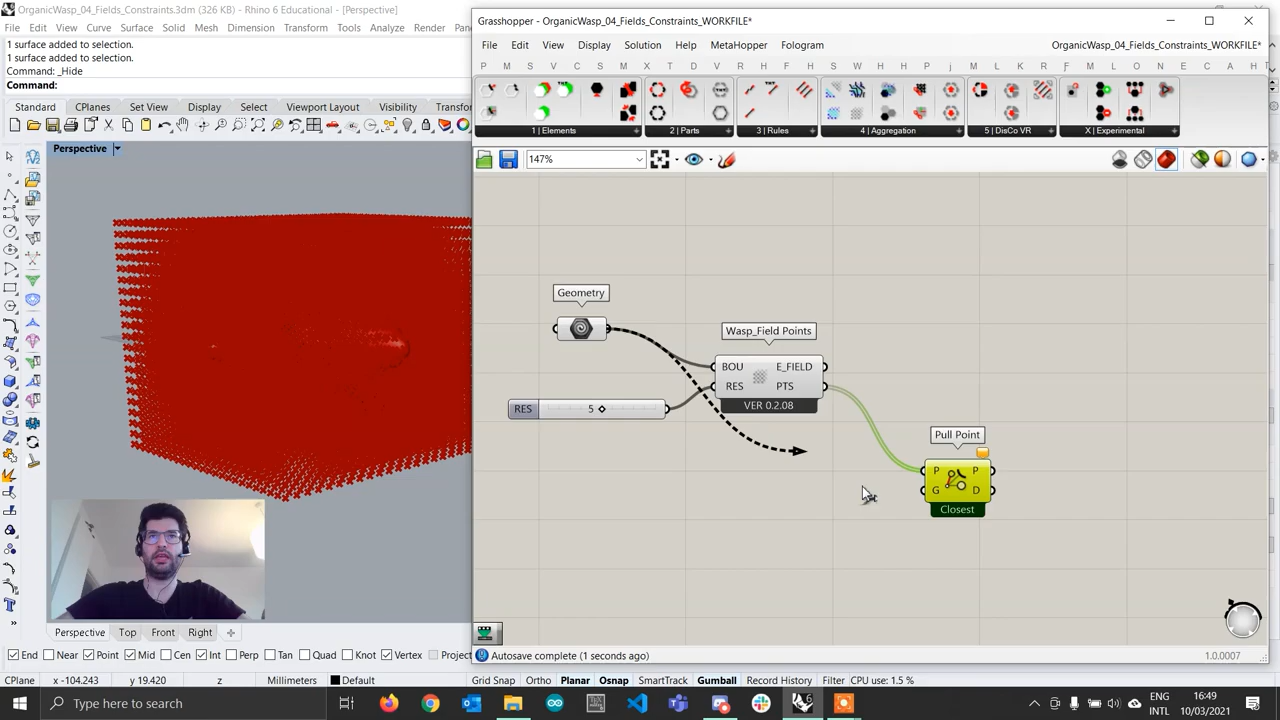 OrganicWasp_04_Fields_Constraints.3dm (326 KB) - Rhino 6 Educational - [Perspective]
File Edit View Curve Surface Solid Mesh Dimension Transform Tools Analyze Render
1 surface added to selection.
1 surface added to selection.
Command: _Hide
Command:
Standard CPlanes Set View Display Select Viewport Layout Visibility Transfor
Perspective
Grasshopper - OrganicWasp_04_Fields_Constraints_WORKFILE*
File Edit View Display Solution Help MetaHopper Fologram
OrganicWasp_04_Fields_Constraints_WORKFILE*
1 | Elements 2 | Parts 3 | Rules 4 | Aggregation 5 | DisCo VR X | Experimental
147%
Geometry
Wasp_Field Points
BOU E_FIELD
RES PTS
VER 0.2.08
RES 5
Pull Point
P P
G D
Closest
Autosave complete (1 seconds ago)
1.0.0007
Perspective Top Front Right
End Near Point Mid Cen Int Perp Tan Quad Knot Vertex Project
CPlane x -104.243 y 19.420 z Millimeters Default Grid Snap Ortho Planar Osnap SmartTrack Gumball Record History Filter CPU use: 1.5 %
Type here to search
ENG
INTL
16:49
10/03/2021